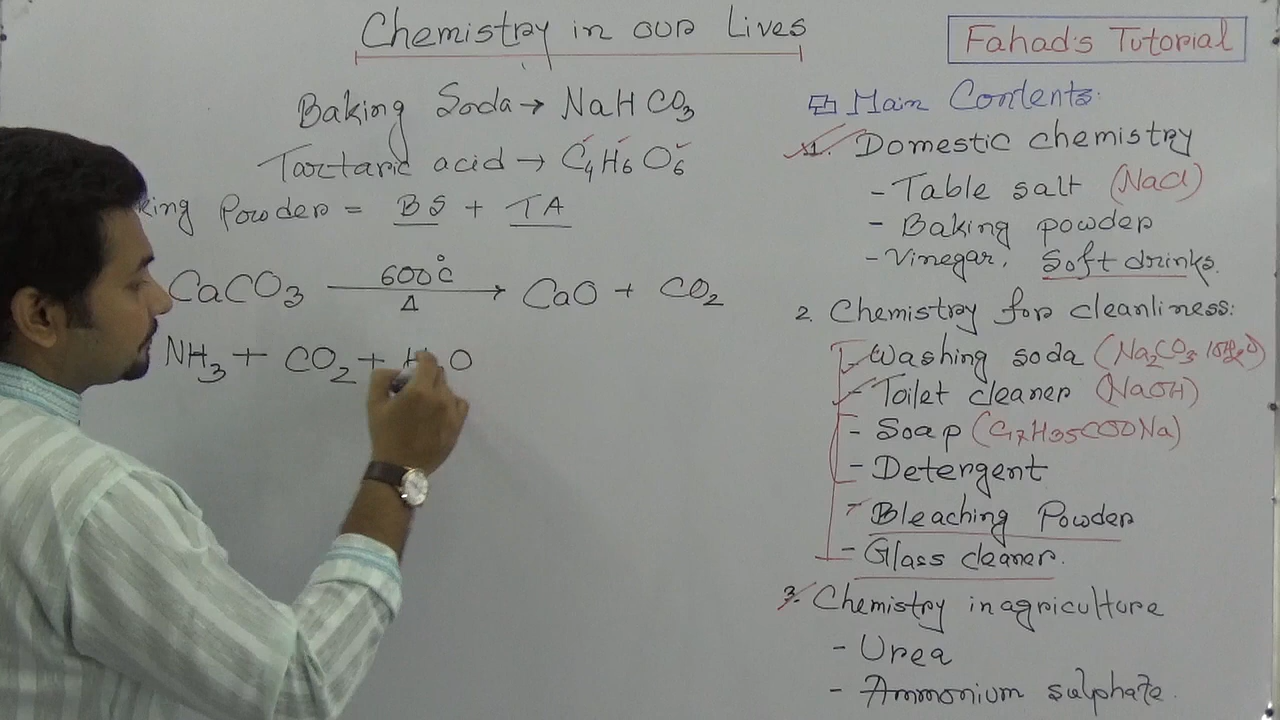 Chemistry in our Lives
Baking Soda → NaHCO3
Tartaric acid → C4H6O6
king Powder = BS + TA
CaCO3 600°C Δ → CaO + CO2
NH3 + CO2 + H2O
Fahad's Tutorial
Main Contents:
1. Domestic chemistry
- Table salt (NaCl)
- Baking powder
- Vinegar, Soft drinks.
2. Chemistry for cleanliness:
- Washing soda (Na2CO3 10H2O)
- Toilet cleaner (NaOH)
- Soap (C17H35COONa)
- Detergent
- Bleaching Powder
- Glass cleaner.
3. Chemistry in agriculture
- Urea
- Ammonium sulphate.